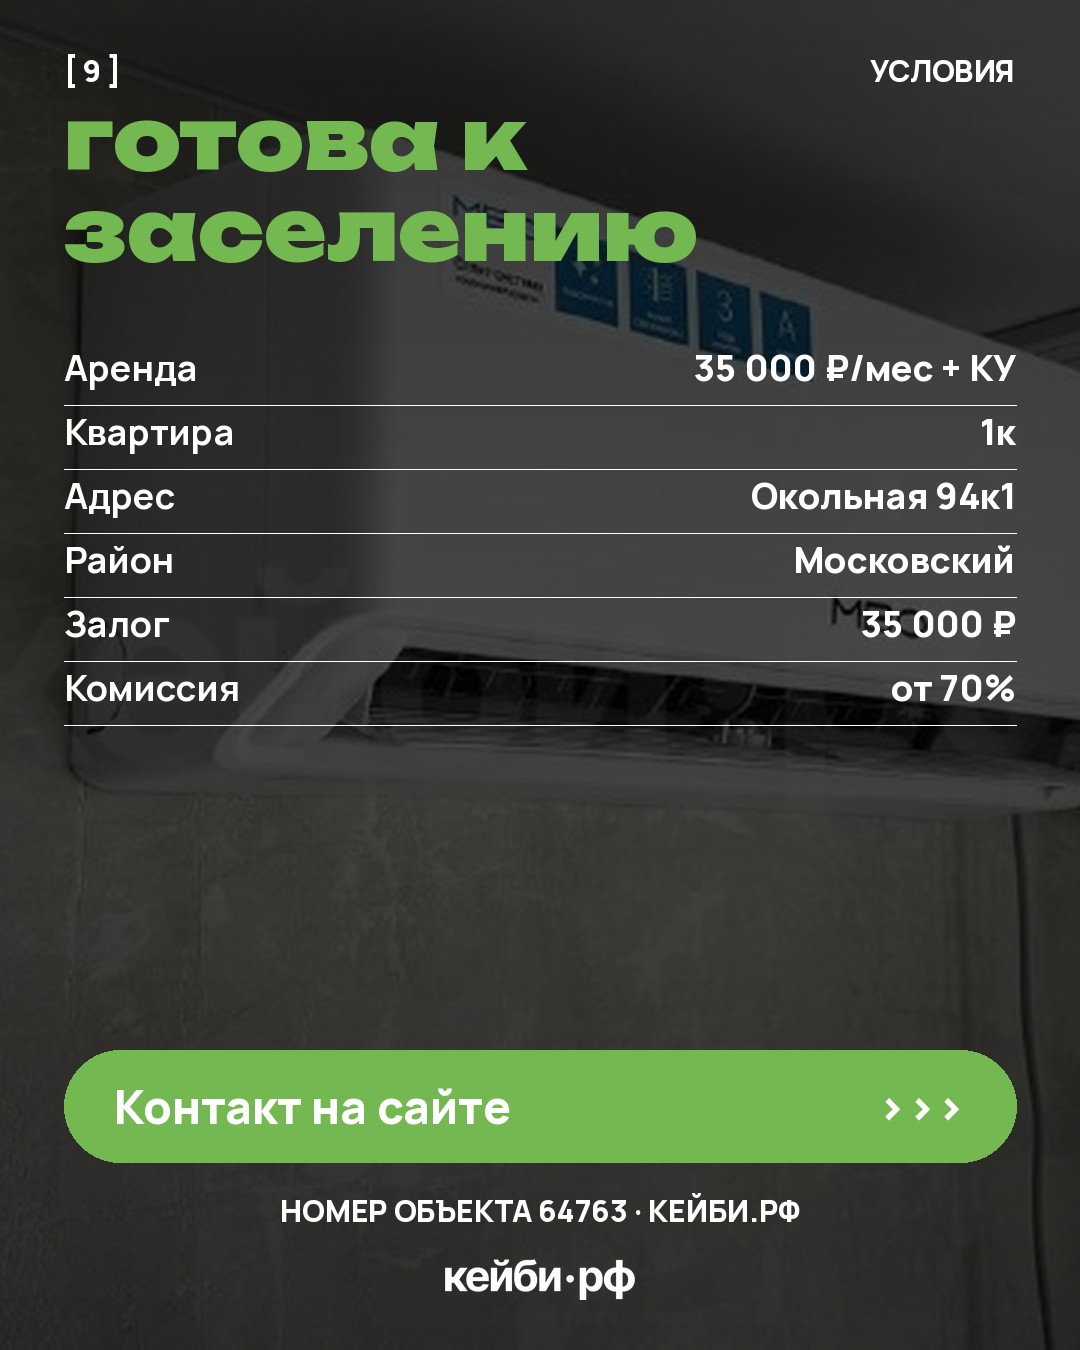 [ 9 ]
УСЛОВИЯ
готова к
заселению
Аренда 35 000 ₽/мес + КУ
Квартира 1к
Адрес Окольная 94к1
Район Московский
Залог 35 000 ₽
Комиссия от 70%
Контакт на сайте >>>
НОМЕР ОБЪЕКТА 64763 · КЕЙБИ.РФ
кейби·рф